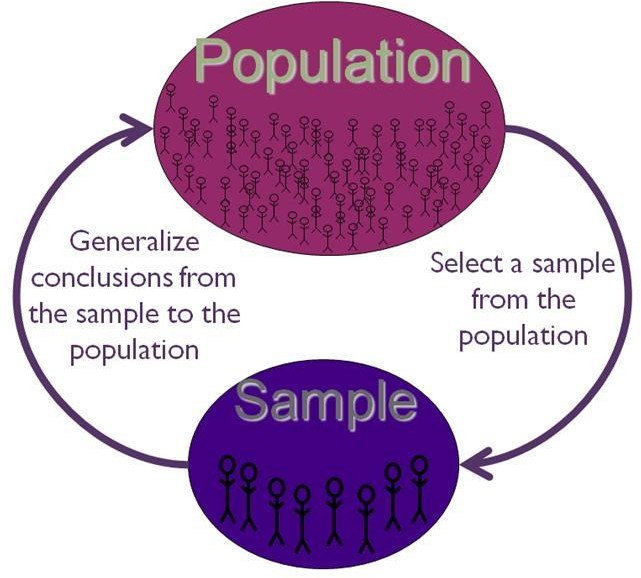 Population
Generalize
conclusions from
the sample to the
population
Select a sample
from the
population
Sample